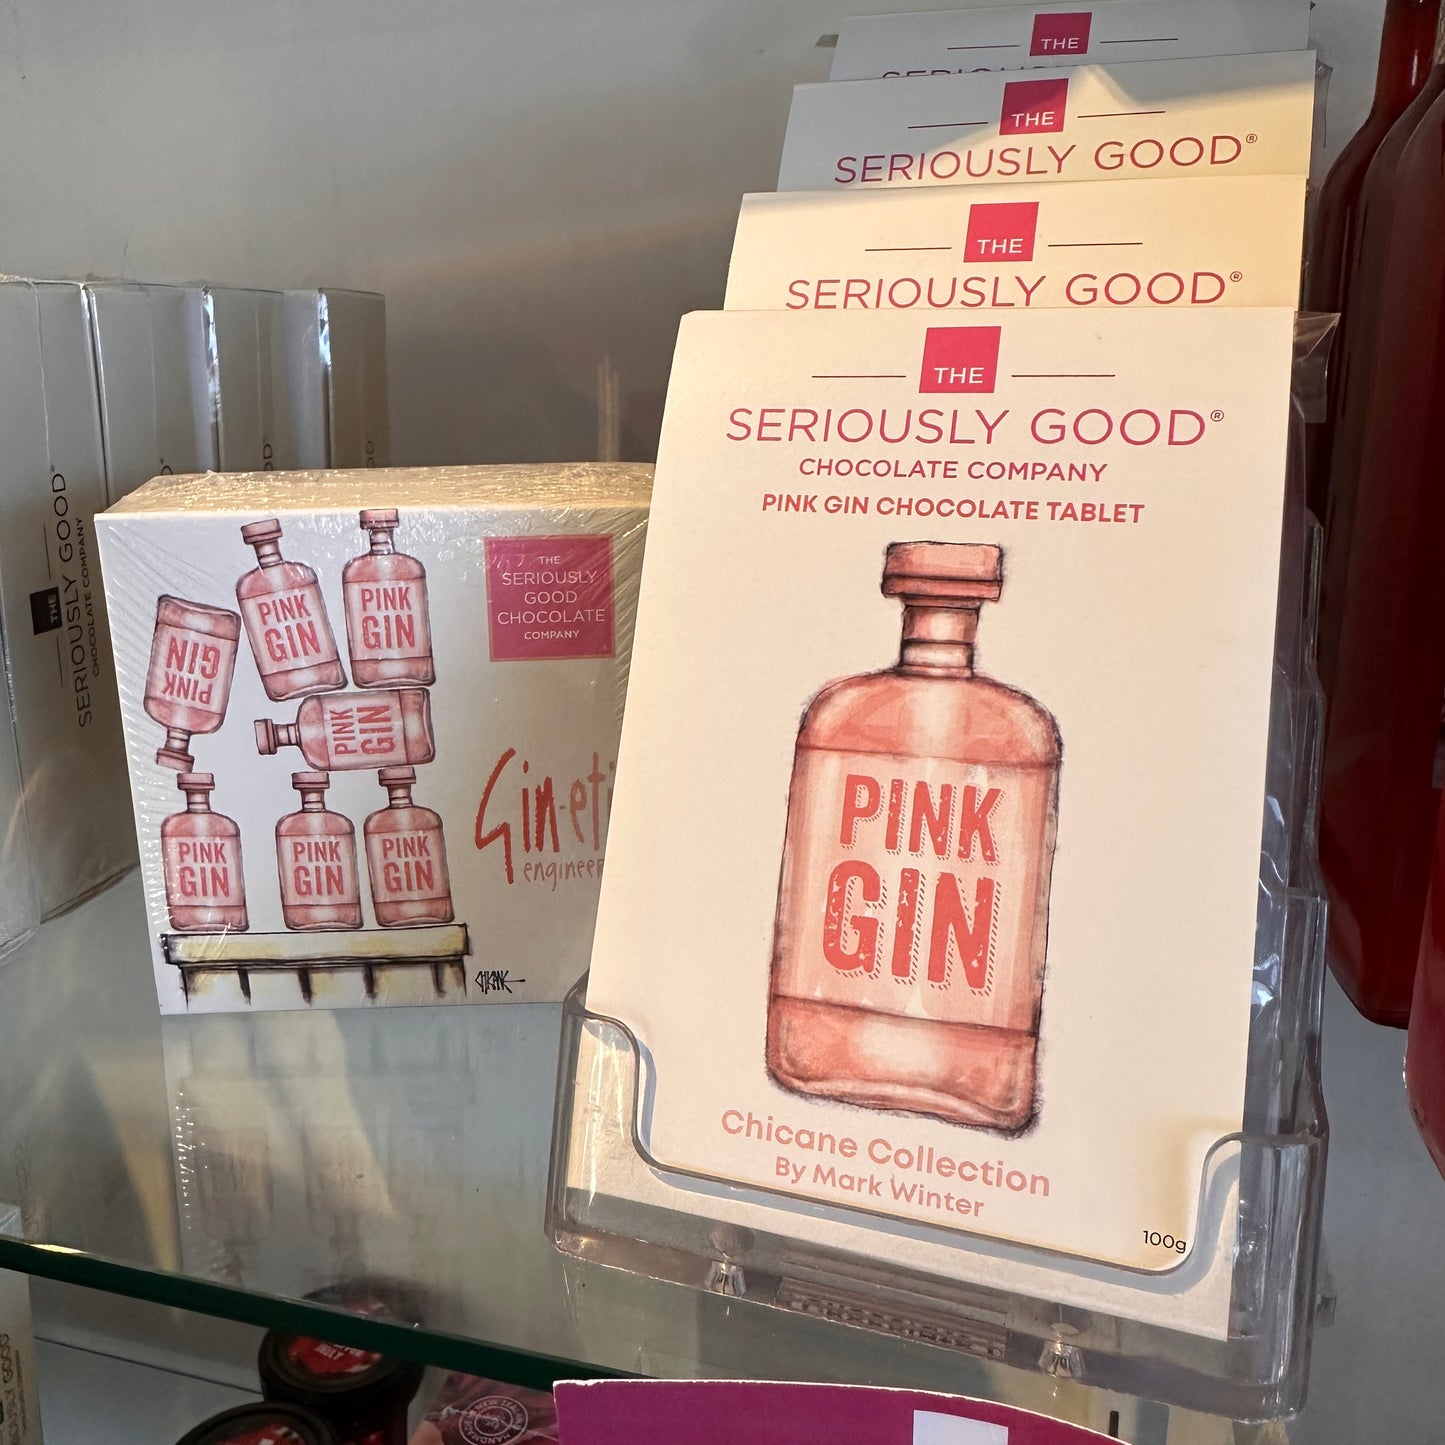 THE
THE
SERIOUSLY GOOD®
THE
SERIOUSLY GOOD®
THE
SERIOUSLY GOOD®
CHOCOLATE COMPANY
PINK GIN CHOCOLATE TABLET
PINK
GIN
Chicane Collection
By Mark Winter
100g
THE
SERIOUSLY
GOOD
CHOCOLATE
COMPANY
PINK
GIN
PINK
GIN
PINK
GIN
PINK
GIN
PINK
GIN
PINK
GIN
PINK
GIN
THE
SERIOUSLY GOOD®
CHOCOLATE COMPANY